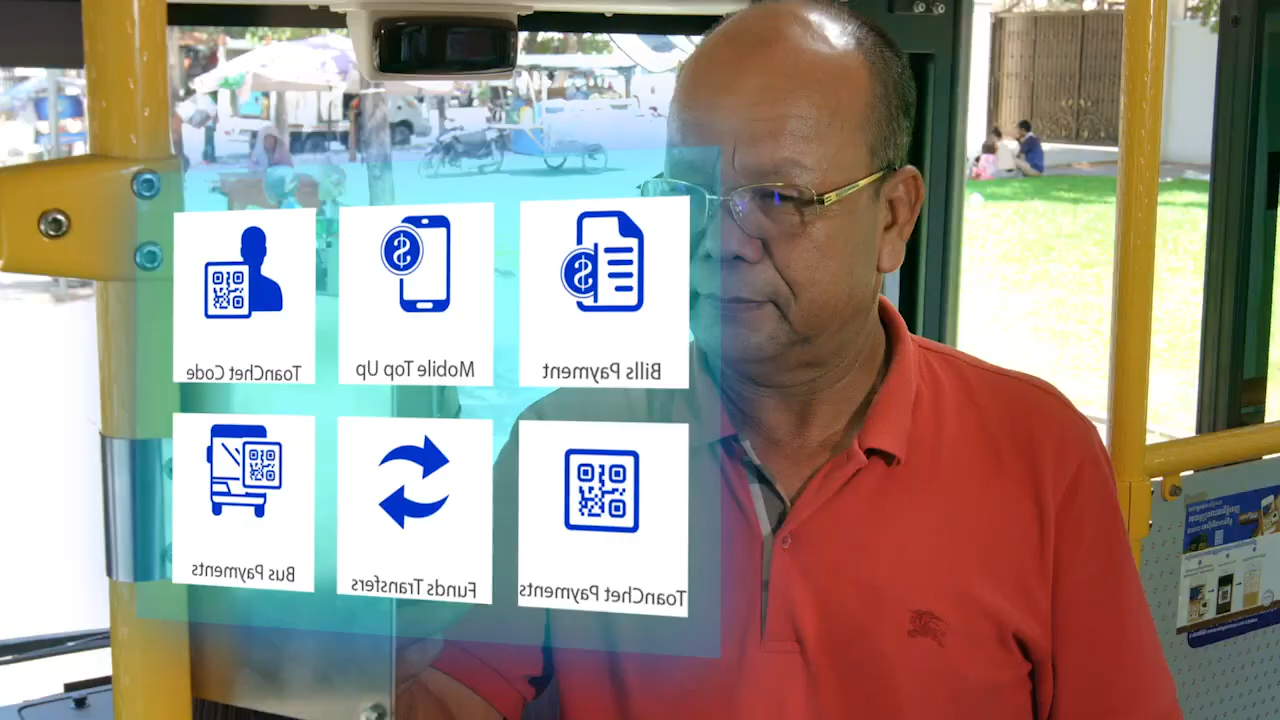 ToanChet Code
Mobile Top Up
Bills Payment
Bus Payments
Funds Transfers
ToanChet Payments